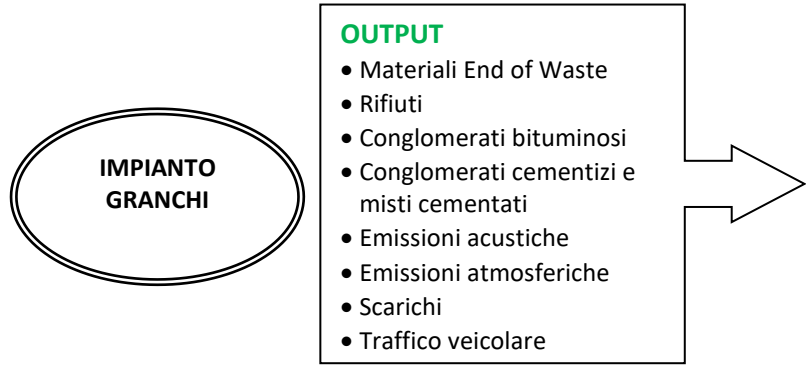 IMPIANTO
GRANCHI
OUTPUT
• Materiali End of Waste
• Rifiuti
• Conglomerati bituminosi
• Conglomerati cementizi e
misti cementati
• Emissioni acustiche
• Emissioni atmosferiche
• Scarichi
• Traffico veicolare